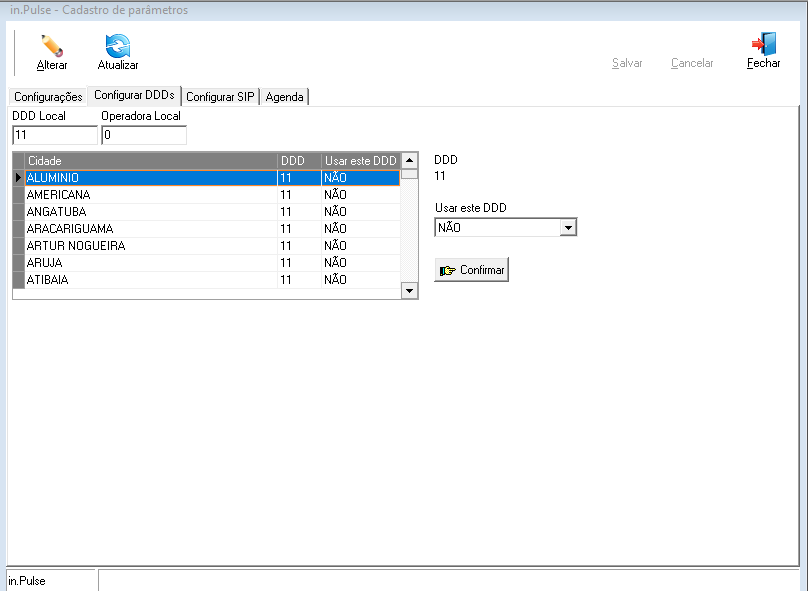 in.Pulse - Cadastro de parâmetros
Alterar
Atualizar
Salvar
Cancelar
Fechar
Configurações
Configurar DDDs
Configurar SIP
Agenda
DDD Local
Operadora Local
11
0
Cidade DDD Usar este DDD
ALUMINIO 11 NÃO
AMERICANA 11 NÃO
ANGATUBA 11 NÃO
ARACARIGUAMA 11 NÃO
ARTUR NOGUEIRA 11 NÃO
ARUJA 11 NÃO
ATIBAIA 11 NÃO
DDD
11
Usar este DDD
NÃO
Confirmar
in.Pulse